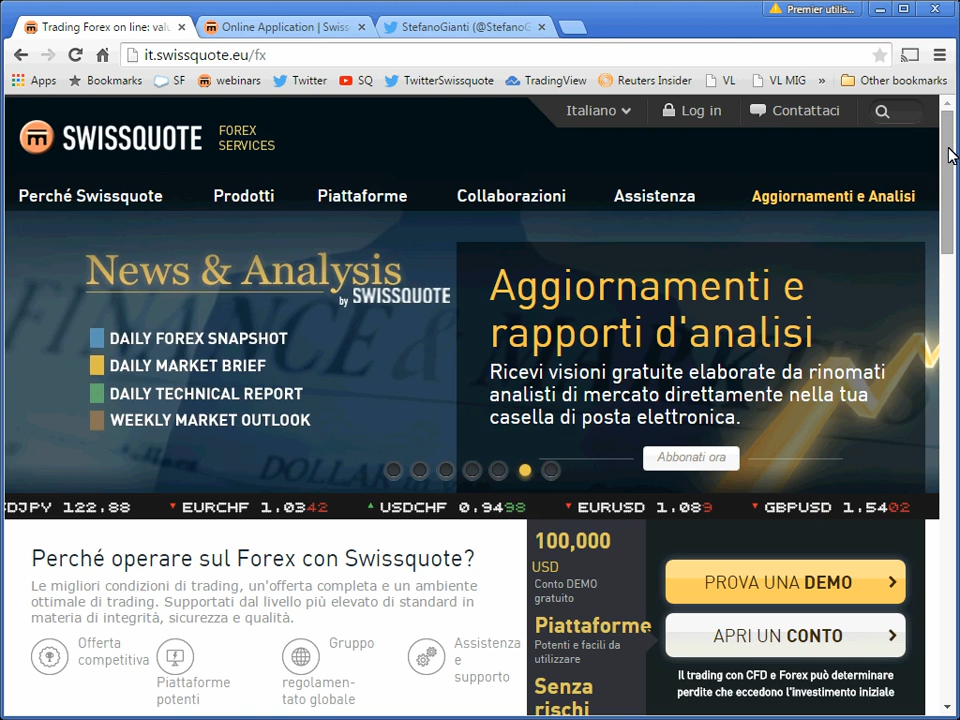 Premier utilis...
Trading Forex on line: valu
Online Application | Swiss
StefanoGianti (@StefanoG
it.swissquote.eu/fx
Apps
Bookmarks
SF
webinars
Twitter
SQ
TwitterSwissquote
TradingView
Reuters Insider
VL
VL MIG
»
Other bookmarks
Italiano
Log in
Contattaci
SWISSQUOTE
FOREX
SERVICES
Perché Swissquote
Prodotti
Piattaforme
Collaborazioni
Assistenza
Aggiornamenti e Analisi
News & Analysis
by SWISSQUOTE
DAILY FOREX SNAPSHOT
DAILY MARKET BRIEF
DAILY TECHNICAL REPORT
WEEKLY MARKET OUTLOOK
Aggiornamenti e
rapporti d'analisi
Ricevi visioni gratuite elaborate da rinomati
analisti di mercato direttamente nella tua
casella di posta elettronica.
Abbonati ora
DJPY 122.88 EURCHF 1.0342 USDCHF 0.9498 EURUSD 1.089 GBPUSD 1.5402
Perché operare sul Forex con Swissquote?
Le migliori condizioni di trading, un'offerta completa e un ambiente
ottimale di trading. Supportati dal livello più elevato di standard in
materia di integrità, sicurezza e qualità.
Offerta
competitiva
Piattaforme
potenti
Gruppo
regolamen-
tato globale
Assistenza
e
supporto
100,000
USD
Conto DEMO
gratuito
Piattaforme
Potenti e facili da
utilizzare
Senza
rischi
PROVA UNA DEMO
APRI UN CONTO
Il trading con CFD e Forex può determinare
perdite che eccedono l'investimento iniziale